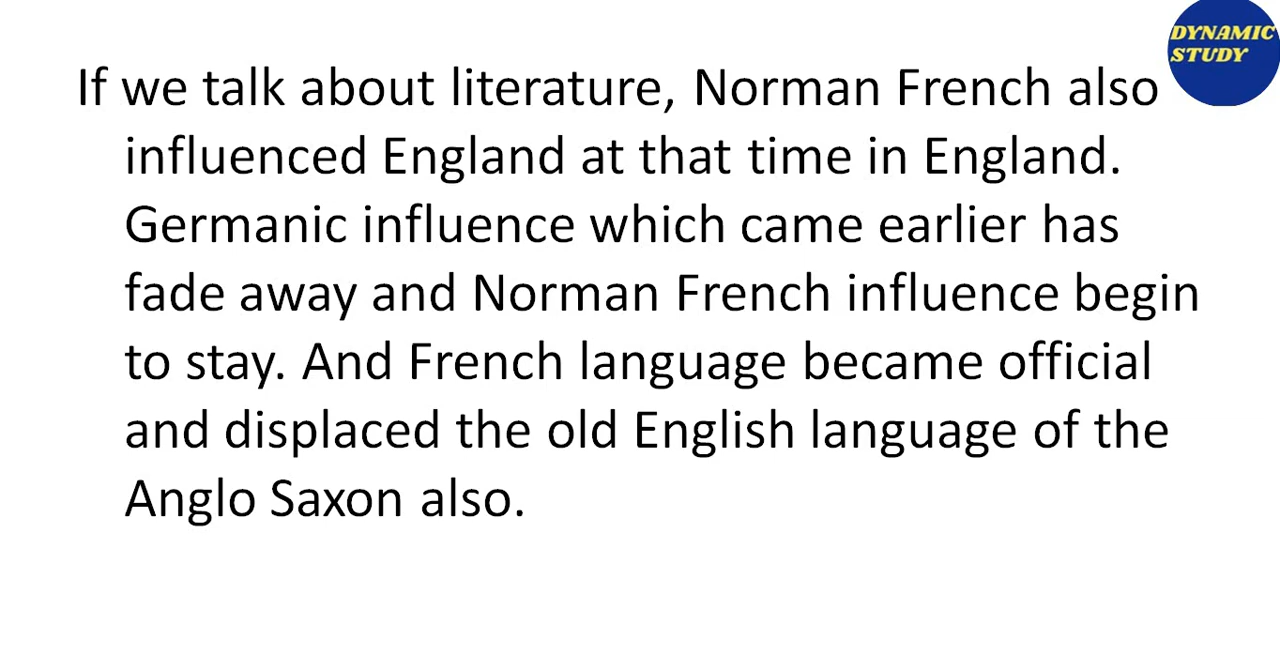 DYNAMIC
STUDY
If we talk about literature, Norman French also
influenced England at that time in England.
Germanic influence which came earlier has
fade away and Norman French influence begin
to stay. And French language became official
and displaced the old English language of the
Anglo Saxon also.